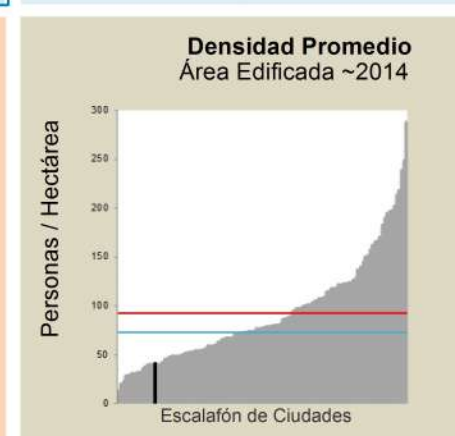 Densidad Promedio
Área Edificada ~2014
Personas / Hectárea
300
250
200
150
100
50
0
Escalafón de Ciudades